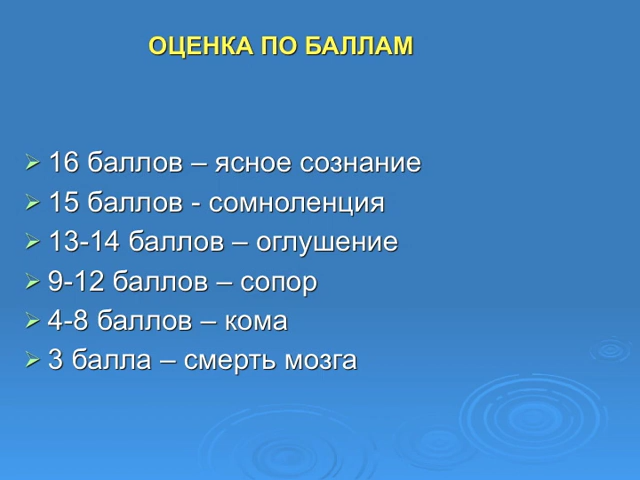 ОЦЕНКА ПО БАЛЛАМ
16 баллов – ясное сознание
15 баллов - сомноленция
13-14 баллов – оглушение
9-12 баллов – сопор
4-8 баллов – кома
3 балла – смерть мозга